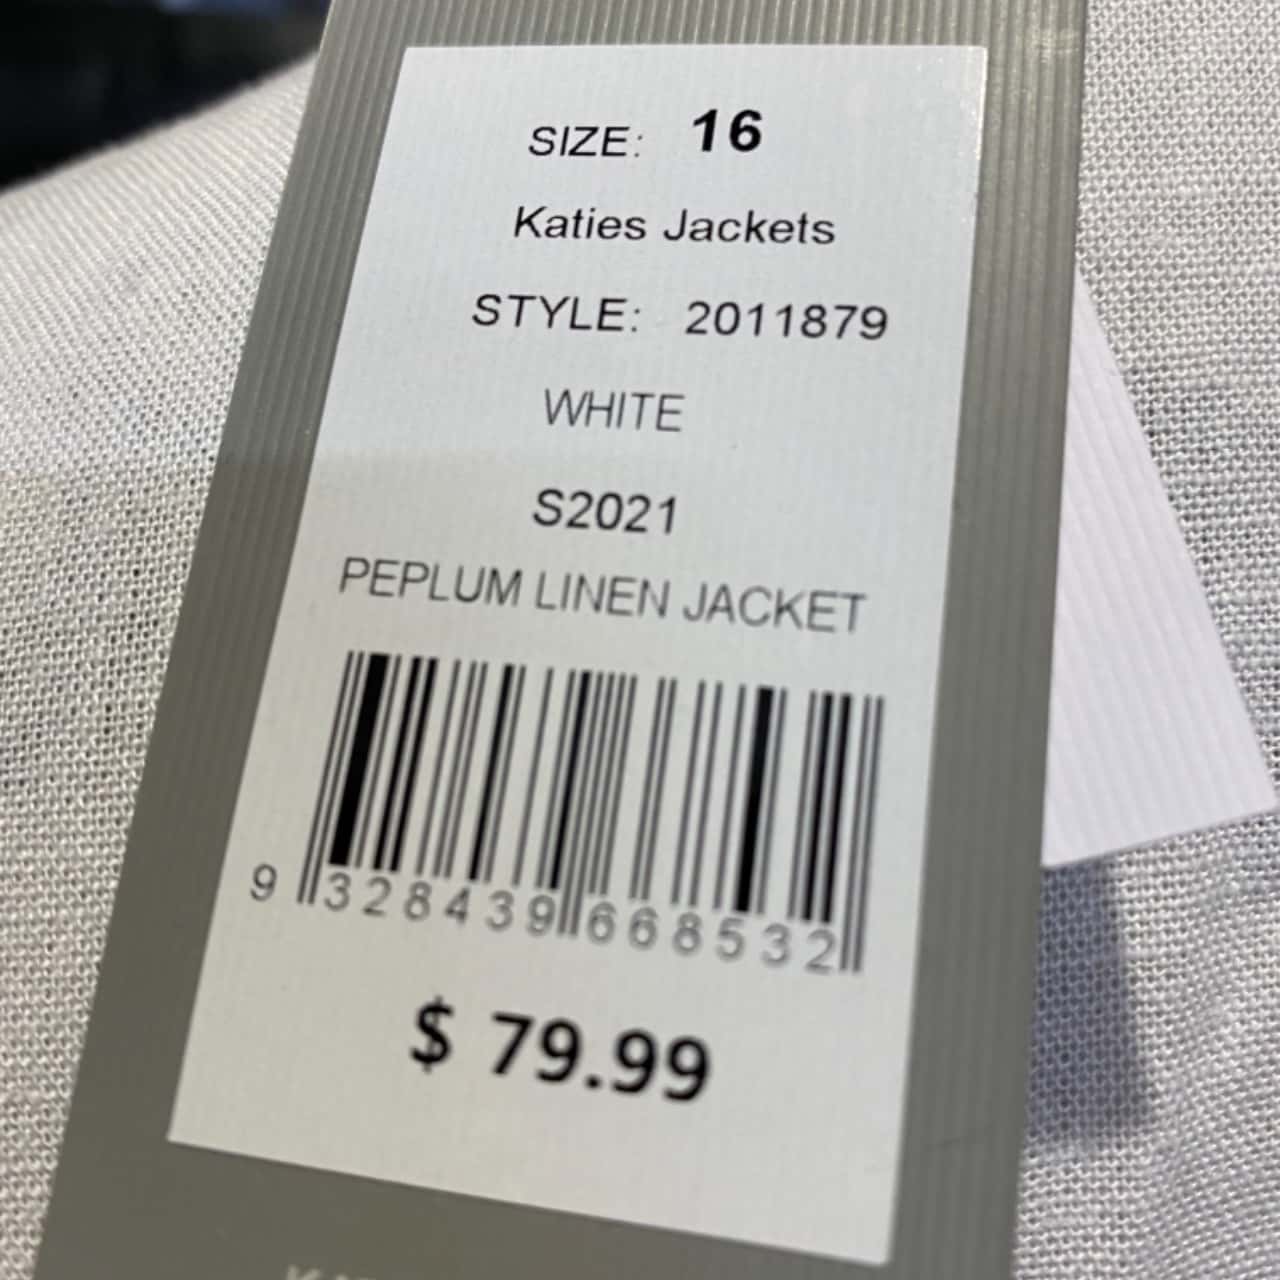 SIZE: 16
Katies Jackets
STYLE: 2011879
WHITE
S2021
PEPLUM LINEN JACKET
9 328439 668532
$ 79.99